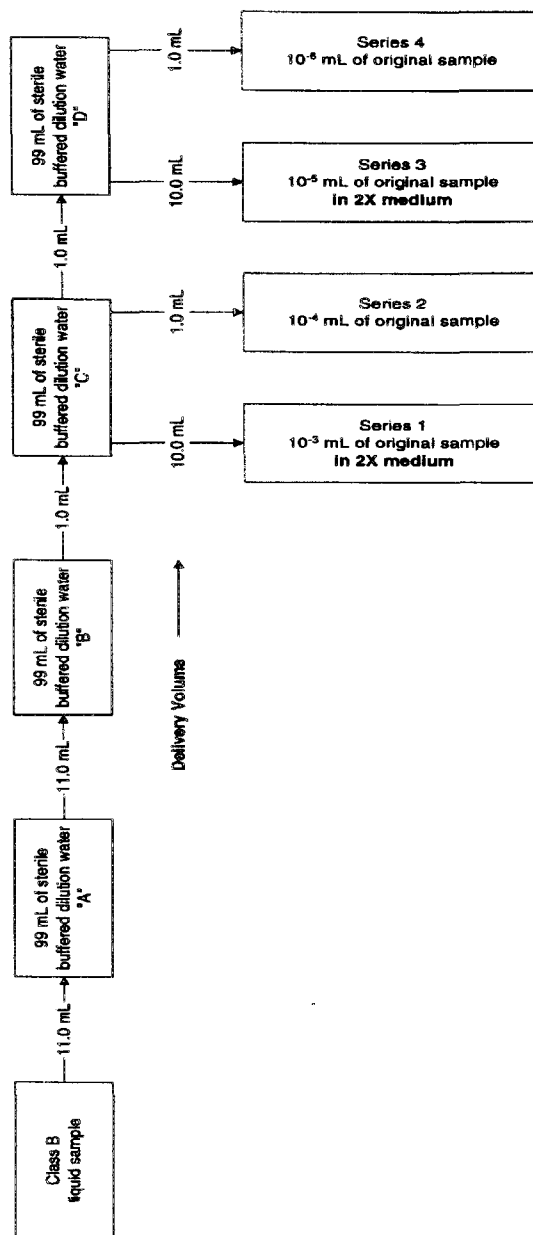 Class B
liquid sample
11.0 mL
99 mL of sterile
buffered dilution water
"A"
11.0 mL
99 mL of sterile
buffered dilution water
"B"
1.0 mL
99 mL of sterile
buffered dilution water
"C"
1.0 mL
99 mL of sterile
buffered dilution water
"D"
Delivery Volume
10.0 mL
1.0 mL
10.0 mL
1.0 mL
Series 1
10⁻³ mL of original sample
in 2X medium
Series 2
10⁻⁴ mL of original sample
Series 3
10⁻⁵ mL of original sample
in 2X medium
Series 4
10⁻⁶ mL of original sample